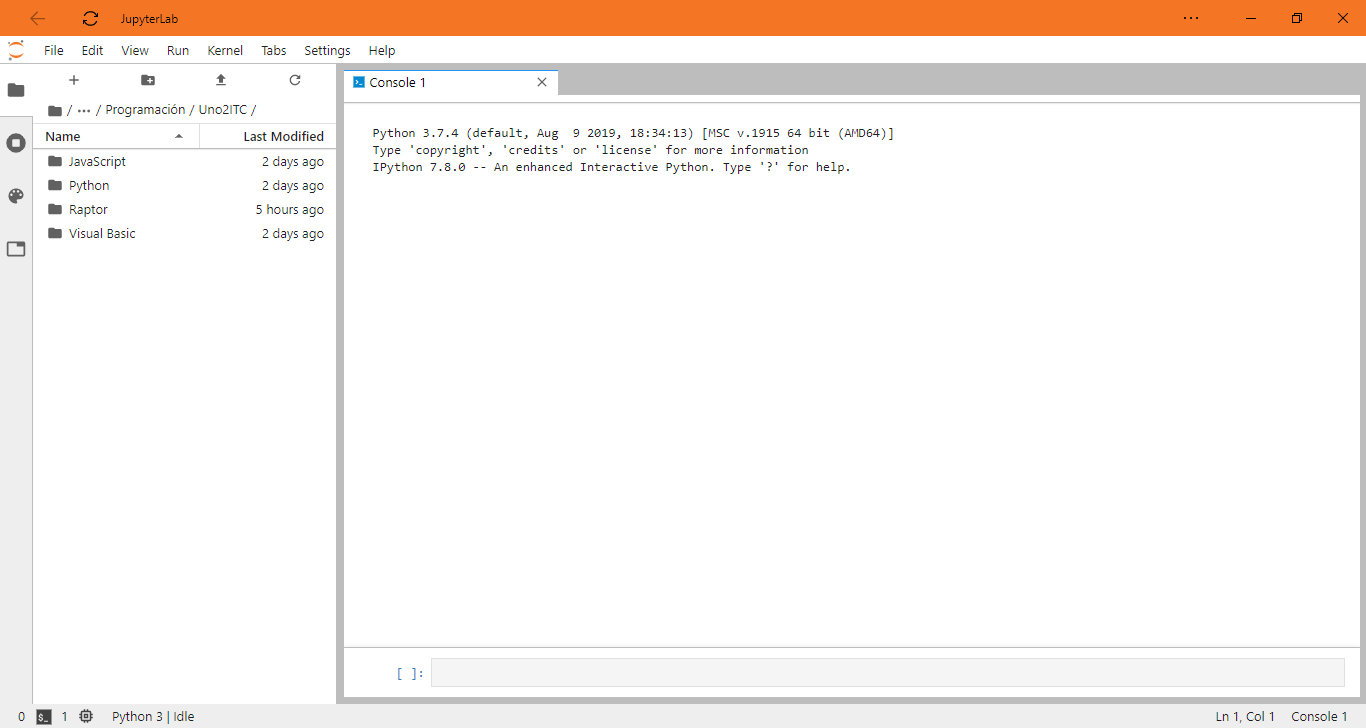 JupyterLab
File Edit View Run Kernel Tabs Settings Help
Console 1
/ ··· / Programación / Uno2ITC /
Name Last Modified
JavaScript 2 days ago
Python 2 days ago
Raptor 5 hours ago
Visual Basic 2 days ago
Python 3.7.4 (default, Aug  9 2019, 18:34:13) [MSC v.1915 64 bit (AMD64)]
Type 'copyright', 'credits' or 'license' for more information
IPython 7.8.0 -- An enhanced Interactive Python. Type '?' for help.
[ ]:
0 $_ 1 Python 3 | Idle Ln 1, Col 1 Console 1